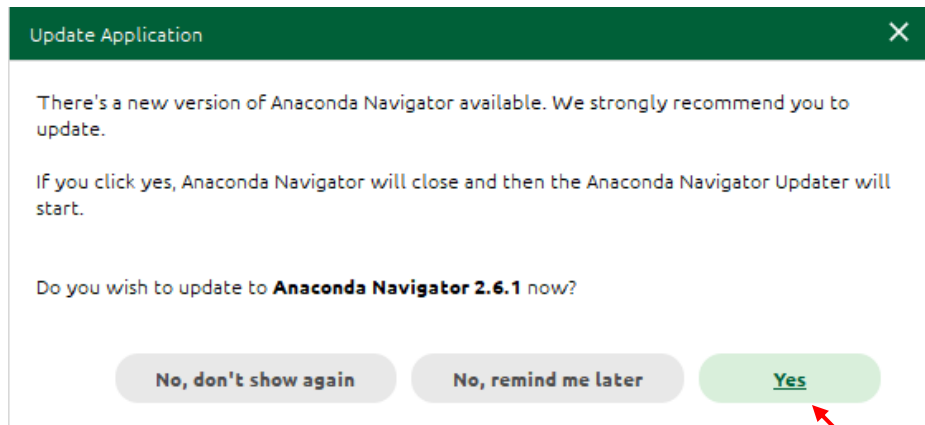 Update Application
There's a new version of Anaconda Navigator available. We strongly recommend you to
update.
If you click yes, Anaconda Navigator will close and then the Anaconda Navigator Updater will
start.
Do you wish to update to Anaconda Navigator 2.6.1 now?
No, don't show again
No, remind me later
Yes